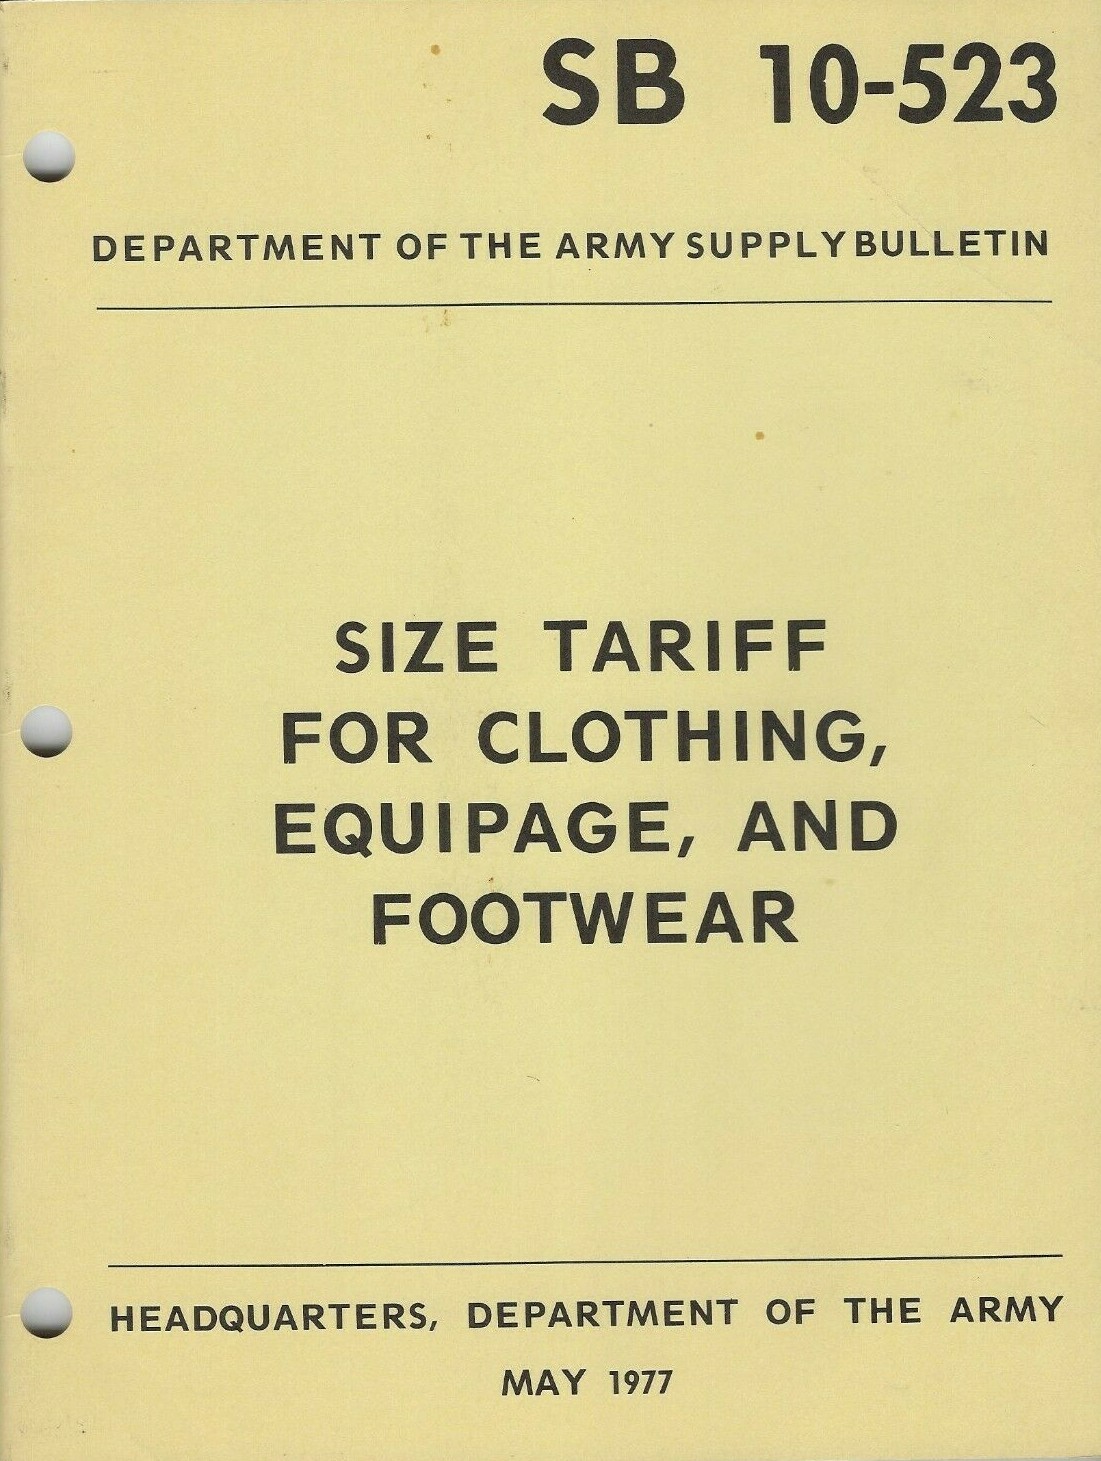 SB 10-523
DEPARTMENT OF THE ARMY SUPPLY BULLETIN
SIZE TARIFF
FOR CLOTHING,
EQUIPAGE, AND
FOOTWEAR
HEADQUARTERS, DEPARTMENT OF THE ARMY
MAY 1977